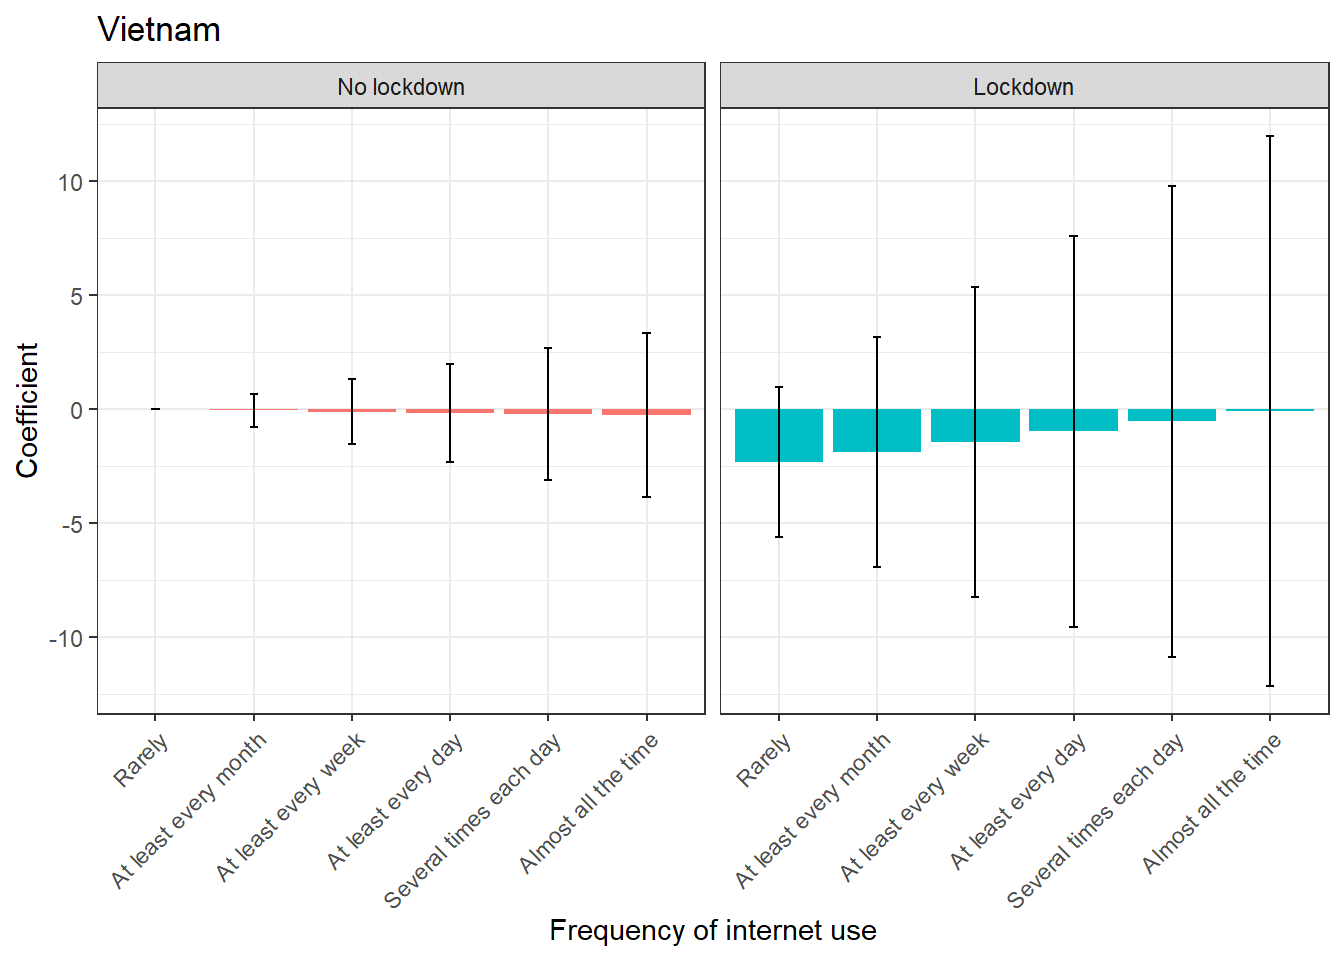 Vietnam
No lockdown
Lockdown
Coefficient
10
5
0
-5
-10
Rarely
At least every month
At least every week
At least every day
Several times each day
Almost all the time
Rarely
At least every month
At least every week
At least every day
Several times each day
Almost all the time
Frequency of internet use